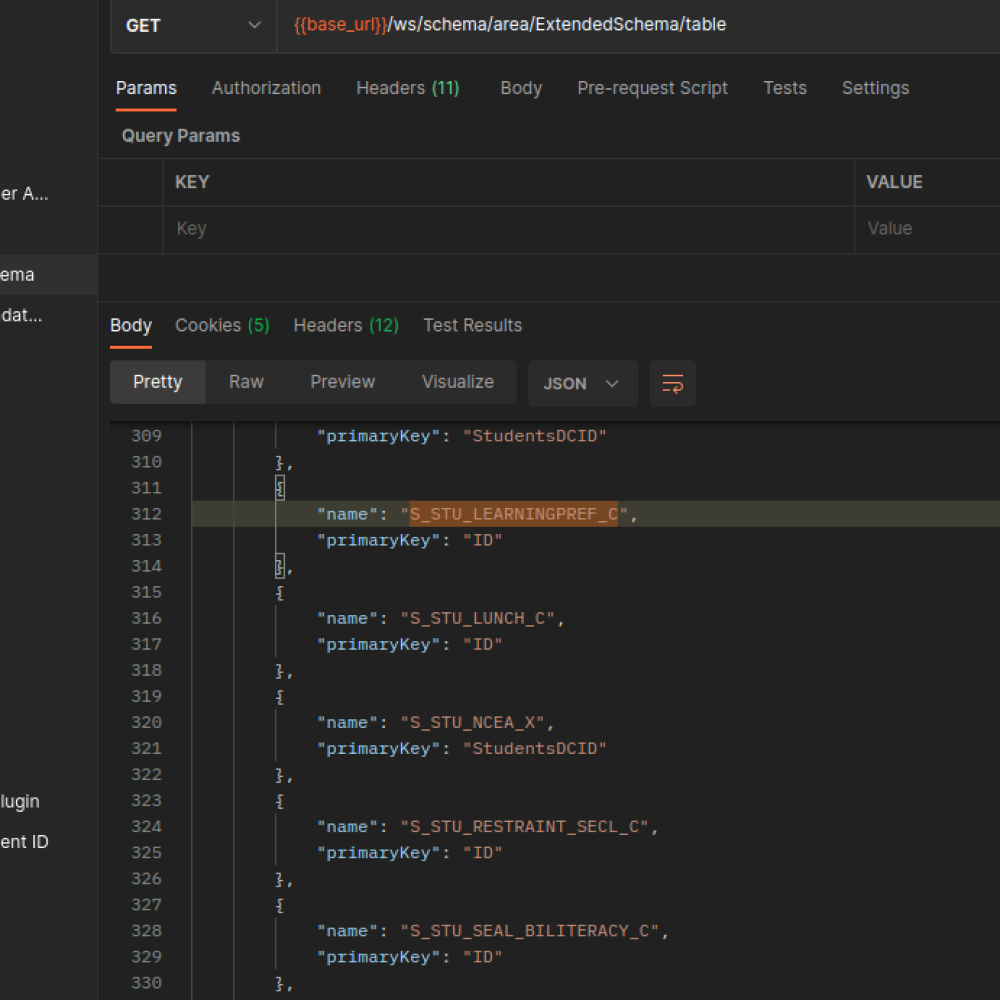 GET {{base_url}}/ws/schema/area/ExtendedSchema/table
Params Authorization Headers (11) Body Pre-request Script Tests Settings
Query Params
KEY VALUE
er A...
Key Value
ema
dat...
Body Cookies (5) Headers (12) Test Results
Pretty Raw Preview Visualize JSON
309 "primaryKey": "StudentsDCID"
310 },
311 {
312 "name": "S_STU_LEARNINGPREF_C",
313 "primaryKey": "ID"
314 },
315 {
316 "name": "S_STU_LUNCH_C",
317 "primaryKey": "ID"
318 },
319 {
320 "name": "S_STU_NCEA_X",
321 "primaryKey": "StudentsDCID"
322 },
323 {
lugin
324 "name": "S_STU_RESTRAINT_SECL_C",
ent ID
325 "primaryKey": "ID"
326 },
327 {
328 "name": "S_STU_SEAL_BILITERACY_C",
329 "primaryKey": "ID"
330 },